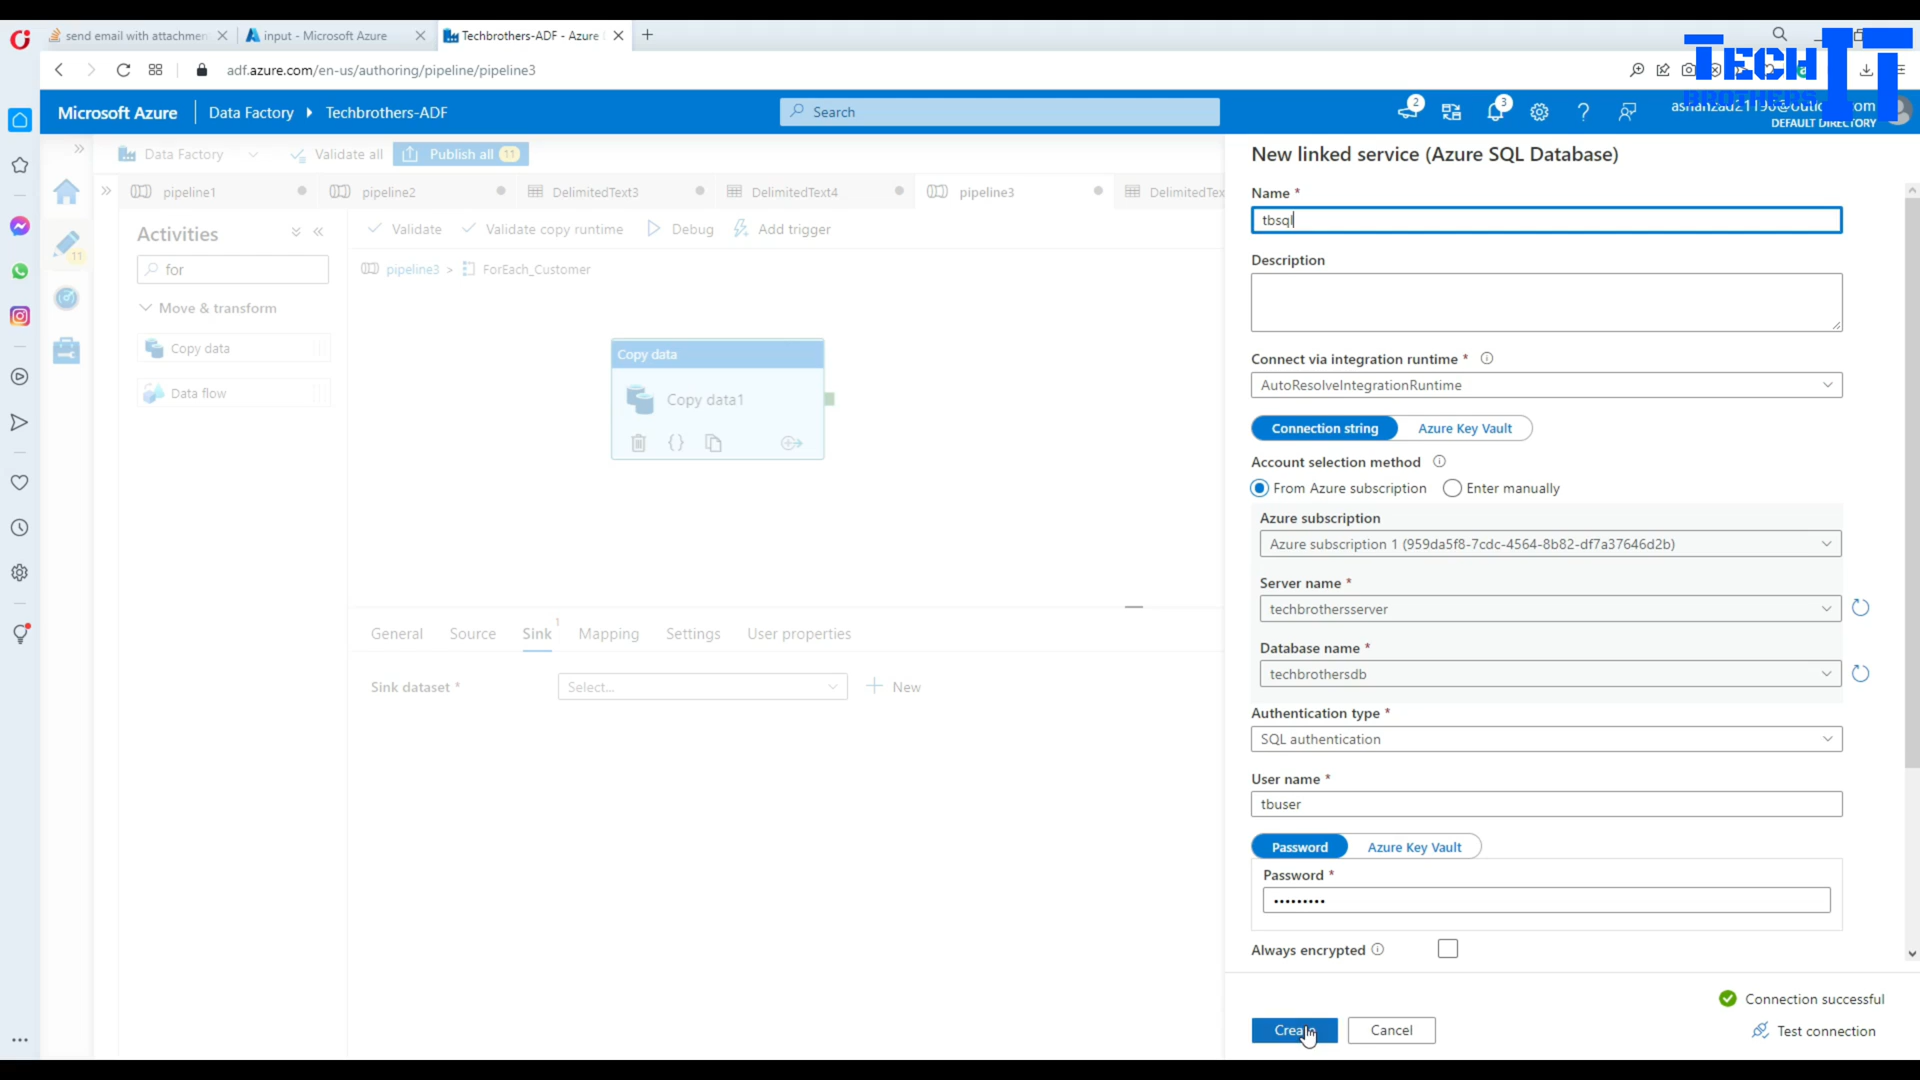 send email with attachmen
input - Microsoft Azure
Techbrothers-ADF - Azure
adf.azure.com/en-us/authoring/pipeline/pipeline3
TECH IT
BROTHERS
Microsoft Azure
Data Factory
Techbrothers-ADF
Search
2
3
DEFAULT DIRECTORY
Data Factory
Validate all
Publish all 11
New linked service (Azure SQL Database)
pipeline1
pipeline2
DelimitedText3
DelimitedText4
pipeline3
DelimitedTex
Name *
tbsql
Activities
Validate
Validate copy runtime
Debug
Add trigger
11
for
pipeline3 > ForEach_Customer
Description
Move & transform
Copy data
Data flow
Copy data
Copy data1
Connect via integration runtime *
AutoResolveIntegrationRuntime
Connection string
Azure Key Vault
Account selection method
From Azure subscription
Enter manually
Azure subscription
Azure subscription 1 (959da5f8-7cdc-4564-8b82-df7a37646d2b)
Server name *
techbrothersserver
General
Source
Sink 1
Mapping
Settings
User properties
Database name *
techbrothersdb
Sink dataset *
Select...
New
Authentication type *
SQL authentication
User name *
tbuser
Password
Azure Key Vault
Password *
•••••••••
Always encrypted
Connection successful
Create
Cancel
Test connection